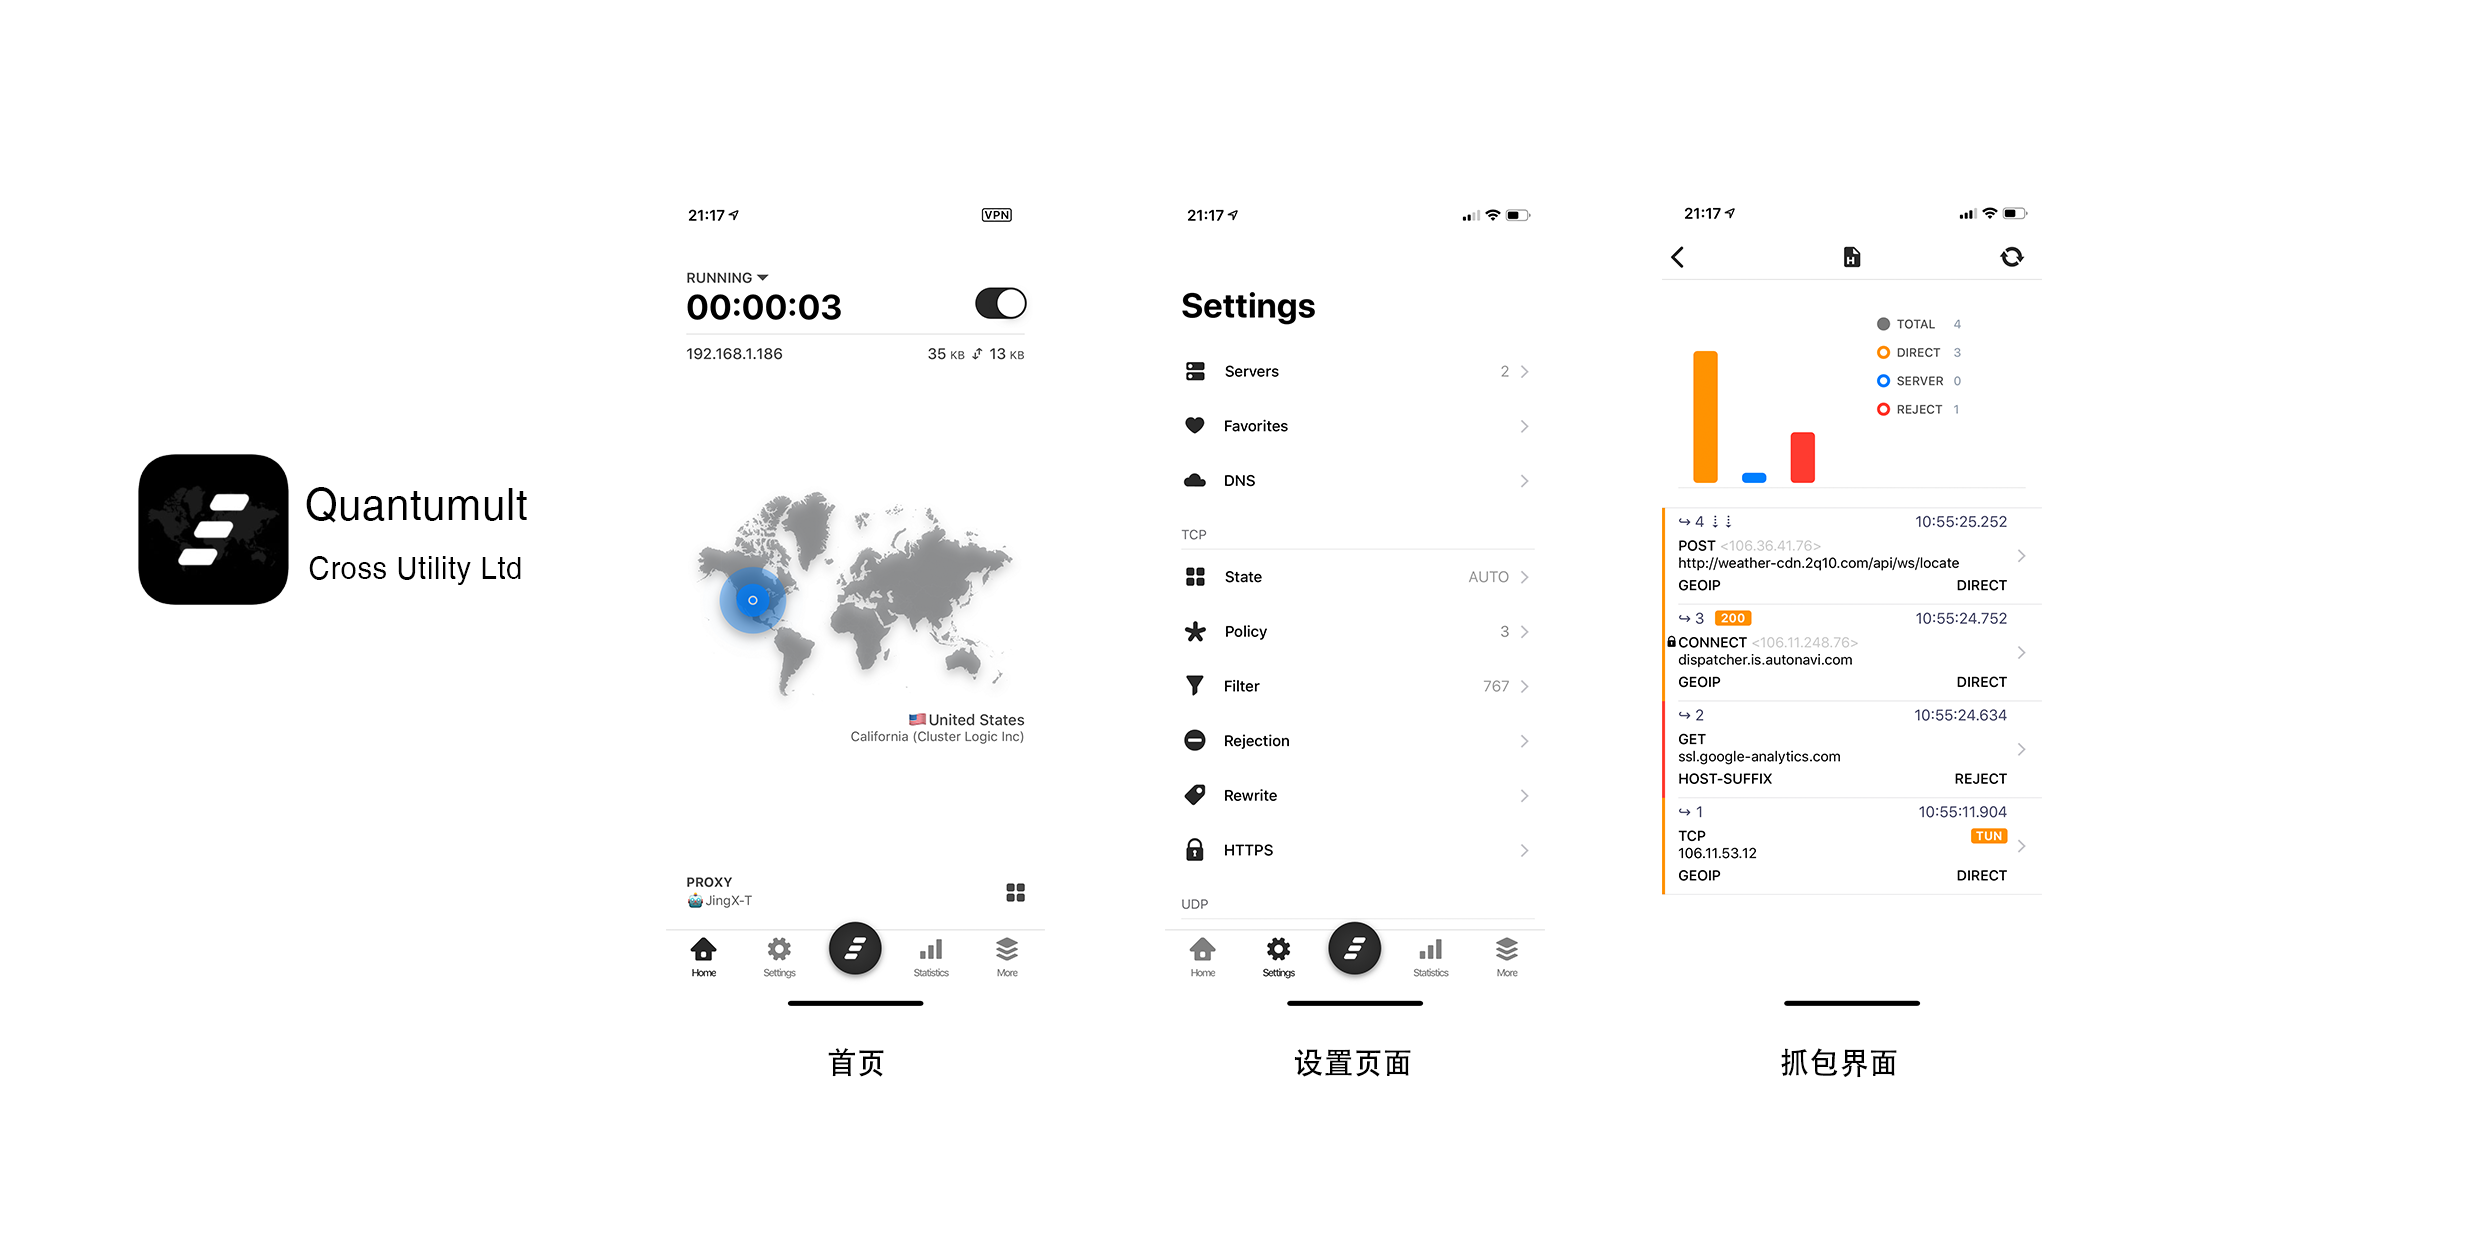 Quantumult
Cross Utility Ltd
21:17
VPN
RUNNING
00:00:03
192.168.1.186
35 KB 13 KB
United States
California (Cluster Logic Inc)
PROXY
JingX-T
Home
Settings
Statistics
More
首页
21:17
Settings
Servers 2
Favorites
DNS
TCP
State AUTO
Policy 3
Filter 767
Rejection
Rewrite
HTTPS
UDP
Home
Settings
Statistics
More
设置页面
21:17
H
TOTAL 4
DIRECT 3
SERVER 0
REJECT 1
4 10:55:25.252
POST <106.36.41.76>
http://weather-cdn.2q10.com/api/ws/locate
GEOIP DIRECT
3 200 10:55:24.752
CONNECT <106.11.248.76>
dispatcher.is.autonavi.com
GEOIP DIRECT
2 10:55:24.634
GET
ssl.google-analytics.com
HOST-SUFFIX REJECT
1 10:55:11.904
TCP TUN
106.11.53.12
GEOIP DIRECT
抓包界面